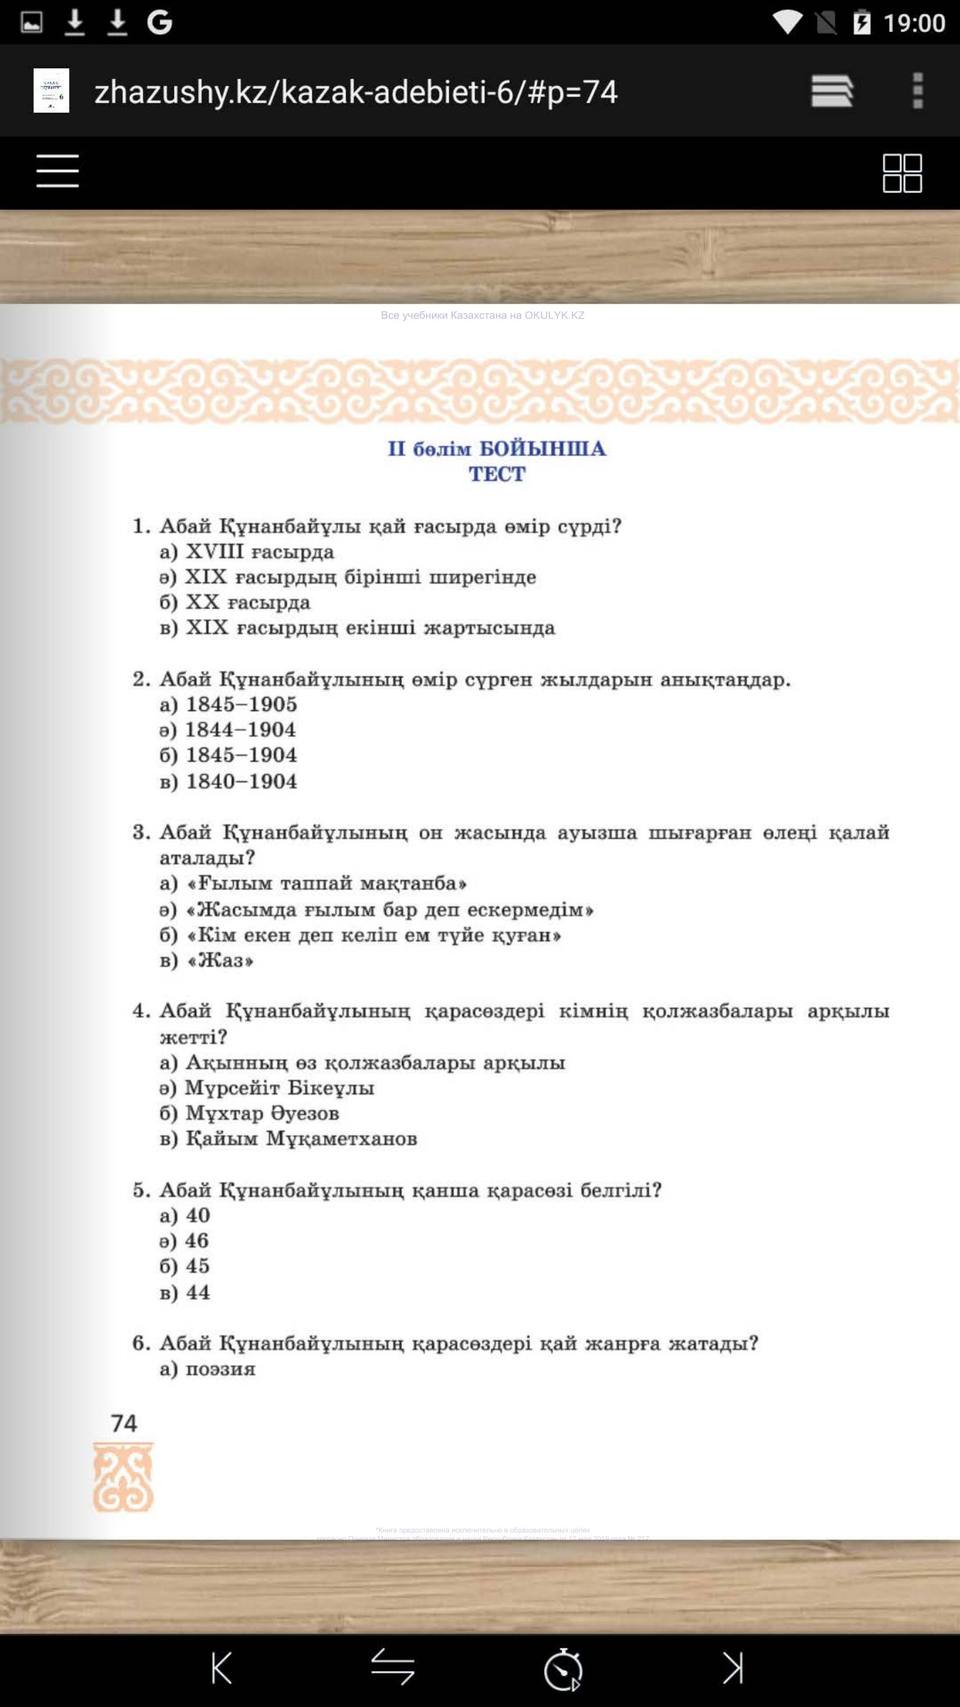 19:00
zhazushy.kz/kazak-adebieti-6/#p=74
Все учебники Казахстана на OKULYK.KZ
II бөлім БОЙЫНША
ТЕСТ
1. Абай Құнанбайұлы қай ғасырда өмір сүрді?
а) XVIII ғасырда
ә) XIX ғасырдың бірінші ширегінде
б) XX ғасырда
в) XIX ғасырдың екінші жартысында
2. Абай Құнанбайұлының өмір сүрген жылдарын анықтаңдар.
а) 1845–1905
ә) 1844–1904
б) 1845–1904
в) 1840–1904
3. Абай Құнанбайұлының он жасында ауызша шығарған өлеңі қалай
аталады?
а) «Ғылым таппай мақтанба»
ә) «Жасымда ғылым бар деп ескермедім»
б) «Кім екен деп келіп ем түйе қуған»
в) «Жаз»
4. Абай Құнанбайұлының қарасөздері кімнің қолжазбалары арқылы
жетті?
а) Ақынның өз қолжазбалары арқылы
ә) Мүрсейіт Бікеұлы
б) Мұхтар Әуезов
в) Қайым Мұқаметханов
5. Абай Құнанбайұлының қанша қарасөзі белгілі?
а) 40
ә) 46
б) 45
в) 44
6. Абай Құнанбайұлының қарасөздері қай жанрға жатады?
а) поэзия
74
*Книга предоставлена исключительно в образовательных целях